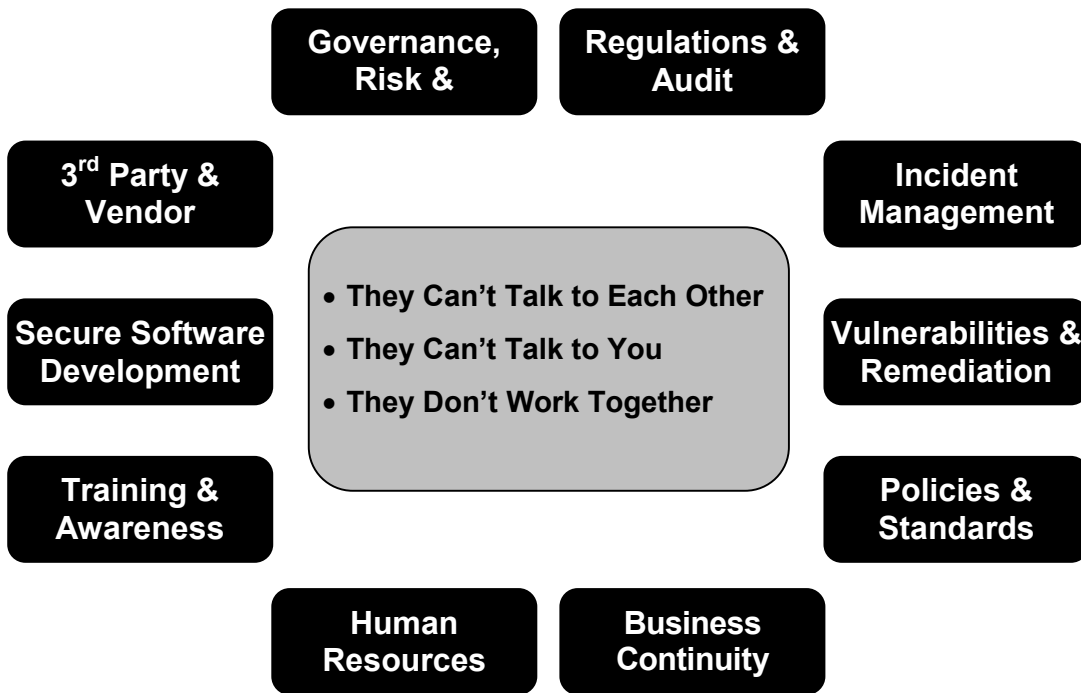 Governance,
Risk &
Regulations &
Audit
3rd Party &
Vendor
Incident
Management
• They Can’t Talk to Each Other
• They Can’t Talk to You
• They Don’t Work Together
Secure Software
Development
Vulnerabilities &
Remediation
Training &
Awareness
Policies &
Standards
Human
Resources
Business
Continuity